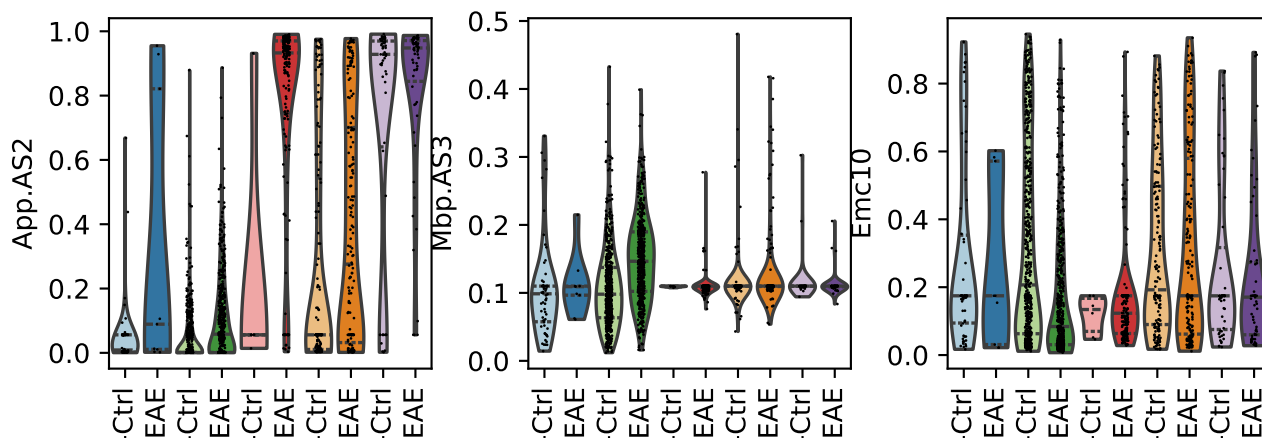 App.AS2
1.0
0.8
0.6
0.4
0.2
0.0
-Ctrl
EAE
-Ctrl
EAE
-Ctrl
EAE
-Ctrl
EAE
-Ctrl
EAE
Mbp.AS3
0.5
0.4
0.3
0.2
0.1
0.0
-Ctrl
EAE
-Ctrl
EAE
-Ctrl
EAE
-Ctrl
EAE
-Ctrl
EAE
Emc10
0.8
0.6
0.4
0.2
0.0
-Ctrl
EAE
-Ctrl
EAE
-Ctrl
EAE
-Ctrl
EAE
-Ctrl
EAE